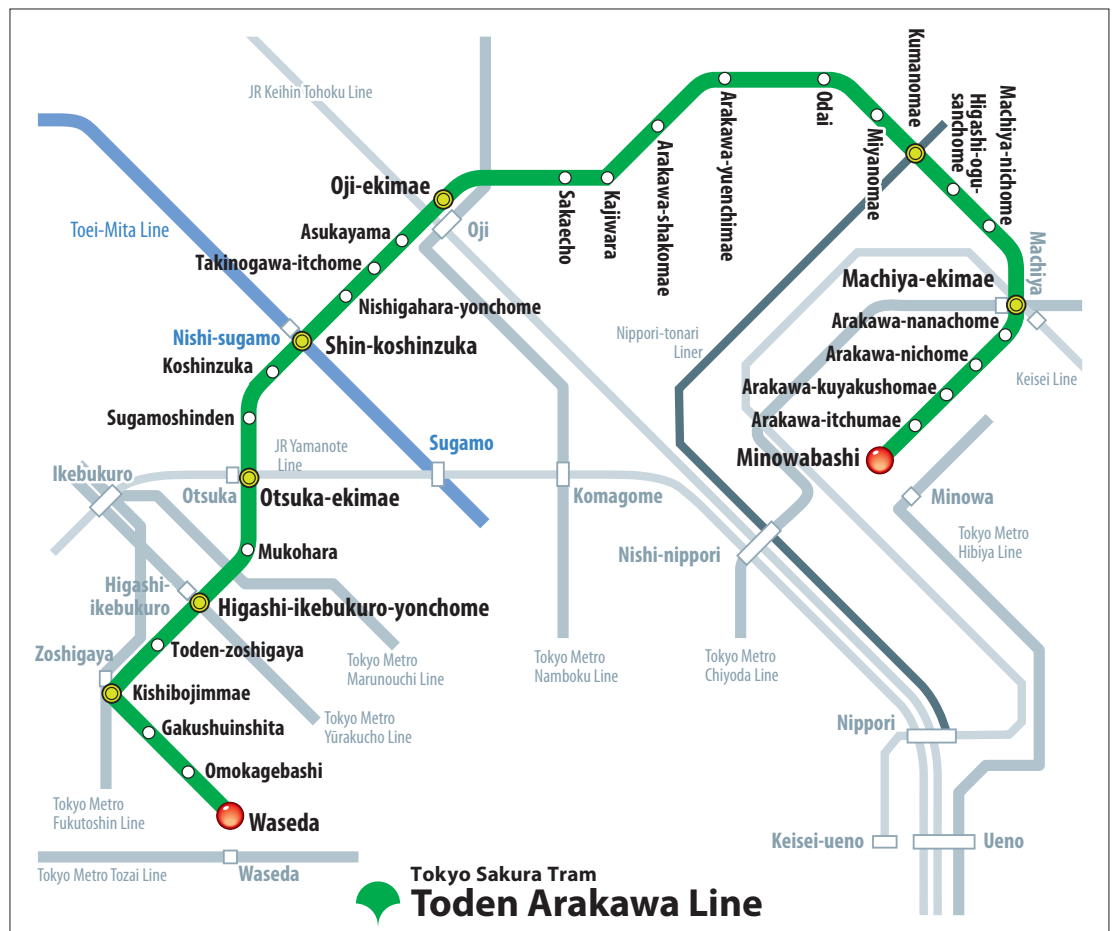 JR Keihin Tohoku Line
Kumanomae
Machiya-nichome
Higashi-ogu-
sanchome
Odai
Arakawa-yuenchimae
Miyanomae
Arakawa-shakomae
Oji-ekimae
Sakaecho
Kajiwara
Toei-Mita Line
Asukayama
Oji
Machiya
Takinogawa-itchome
Machiya-ekimae
Nishigahara-yonchome
Arakawa-nanachome
Nippori-tonari
Liner
Nishi-sugamo
Shin-koshinzuka
Arakawa-nichome
Koshinzuka
Keisei Line
Arakawa-kuyakushomae
Sugamoshinden
Arakawa-itchumae
JR Yamanote
Line
Sugamo
Minowabashi
Ikebukuro
Otsuka
Otsuka-ekimae
Komagome
Minowa
Tokyo Metro
Hibiya Line
Mukohara
Nishi-nippori
Higashi-
ikebukuro
Higashi-ikebukuro-yonchome
Zoshigaya
Toden-zoshigaya
Tokyo Metro
Marunouchi Line
Tokyo Metro
Namboku Line
Tokyo Metro
Chiyoda Line
Kishibojimmae
Gakushuinshita
Tokyo Metro
Yūrakucho Line
Nippori
Omokagebashi
Tokyo Metro
Fukutoshin Line
Waseda
Keisei-ueno
Ueno
Tokyo Metro Tozai Line
Waseda
Tokyo Sakura Tram
Toden Arakawa Line